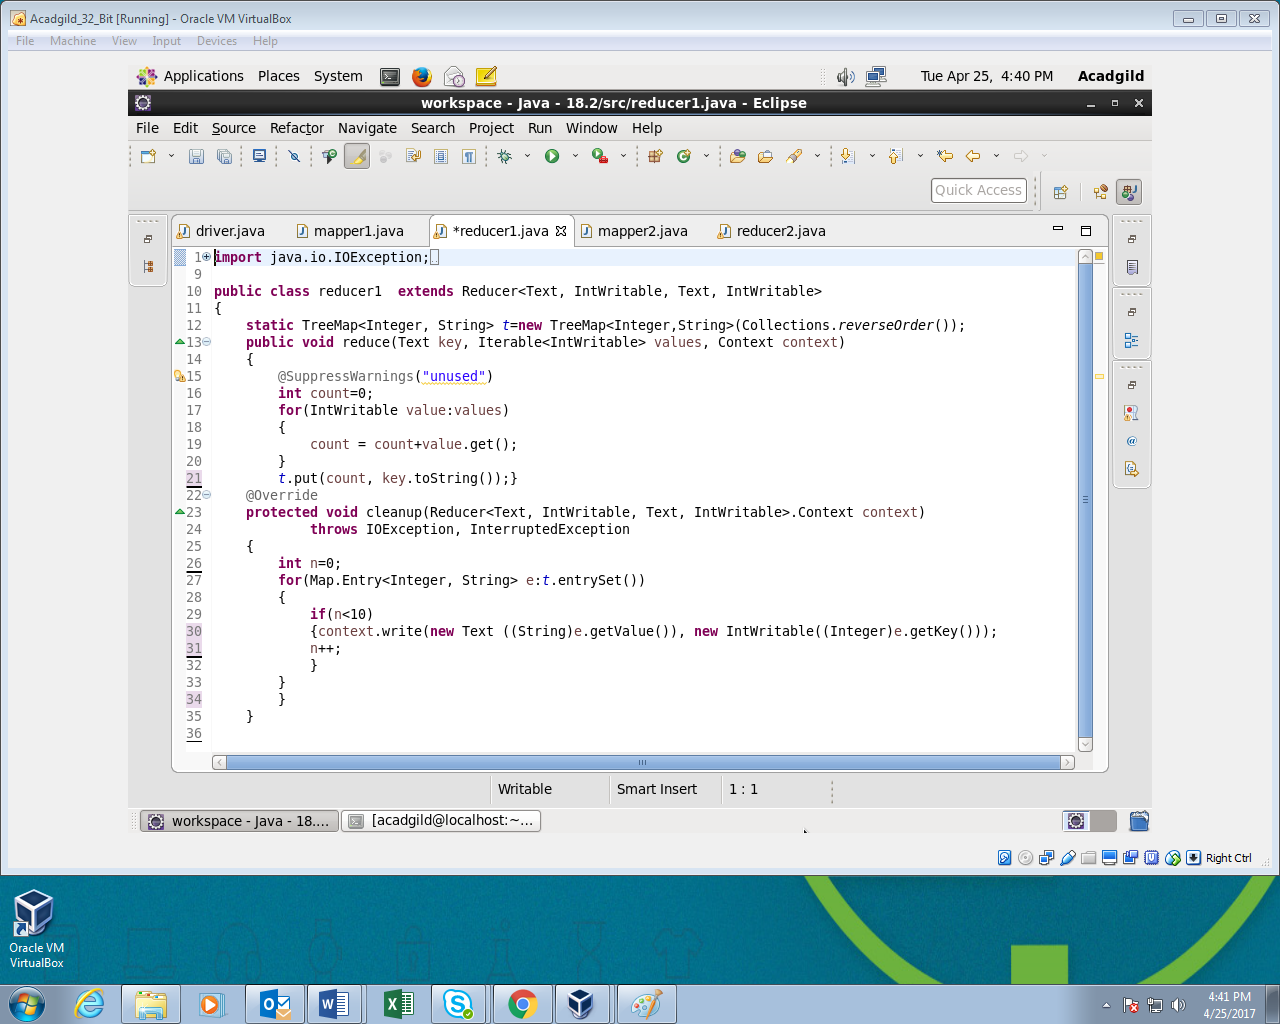 Acadgild_32_Bit [Running] - Oracle VM VirtualBox
File Machine View Input Devices Help
Applications Places System Tue Apr 25, 4:40 PM Acadgild
workspace - Java - 18.2/src/reducer1.java - Eclipse
File Edit Source Refactor Navigate Search Project Run Window Help
Quick Access
driver.java mapper1.java *reducer1.java mapper2.java reducer2.java
1 import java.io.IOException;
9
10 public class reducer1  extends Reducer<Text, IntWritable, Text, IntWritable>
11 {
12     static TreeMap<Integer, String> t=new TreeMap<Integer,String>(Collections.reverseOrder());
13     public void reduce(Text key, Iterable<IntWritable> values, Context context)
14     {
15         @SuppressWarnings("unused")
16         int count=0;
17         for(IntWritable value:values)
18         {
19             count = count+value.get();
20         }
21         t.put(count, key.toString());}
22     @Override
23     protected void cleanup(Reducer<Text, IntWritable, Text, IntWritable>.Context context)
24             throws IOException, InterruptedException
25     {
26         int n=0;
27         for(Map.Entry<Integer, String> e:t.entrySet())
28         {
29             if(n<10)
30             {context.write(new Text ((String)e.getValue()), new IntWritable((Integer)e.getKey()));
31             n++;
32             }
33         }
34         }
35     }
36
Writable Smart Insert 1 : 1
workspace - Java - 18.... [acadgild@localhost:~...
Right Ctrl
Oracle VM
VirtualBox
4:41 PM
4/25/2017